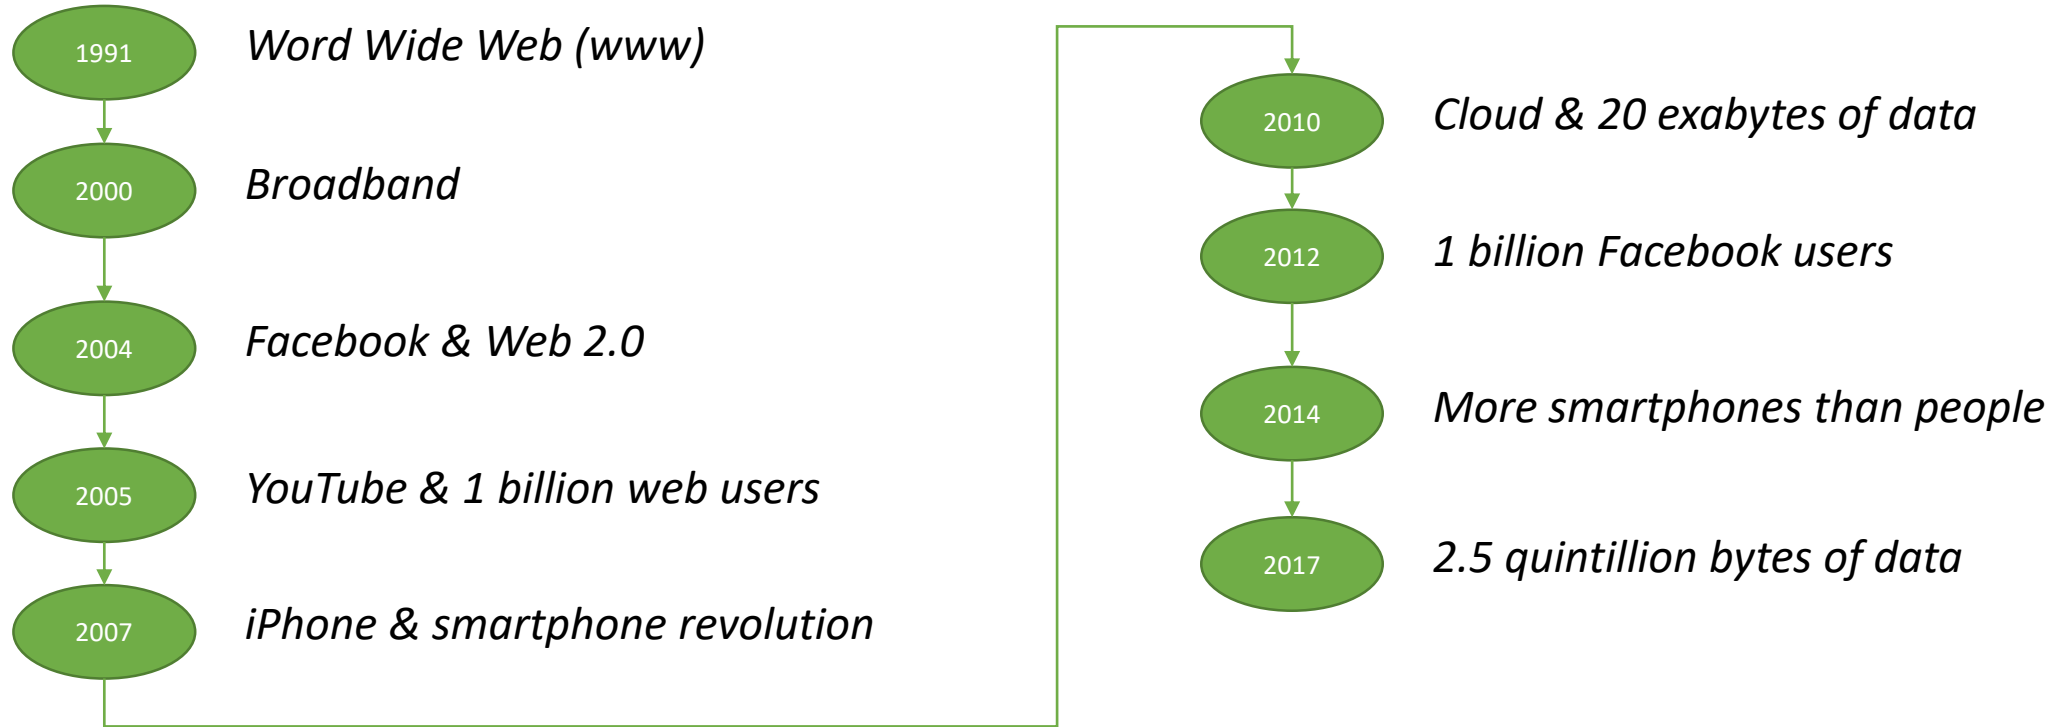 1991
Word Wide Web (www)
2000
Broadband
2004
Facebook & Web 2.0
2005
YouTube & 1 billion web users
2007
iPhone & smartphone revolution
2010
Cloud & 20 exabytes of data
2012
1 billion Facebook users
2014
More smartphones than people
2017
2.5 quintillion bytes of data